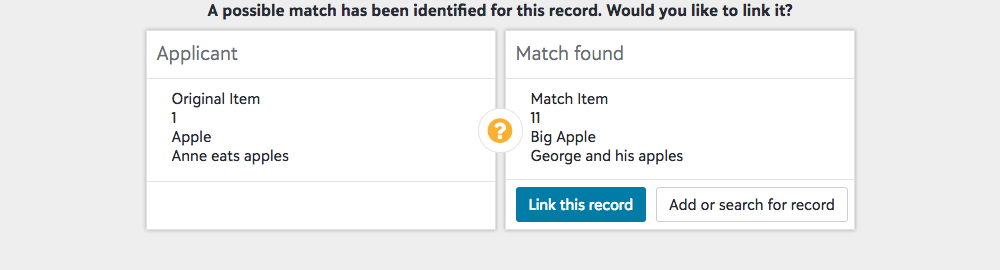 A possible match has been identified for this record. Would you like to link it?
Applicant
Original Item
1
Apple
Anne eats apples
?
Match found
Match Item
11
Big Apple
George and his apples
Link this record
Add or search for record